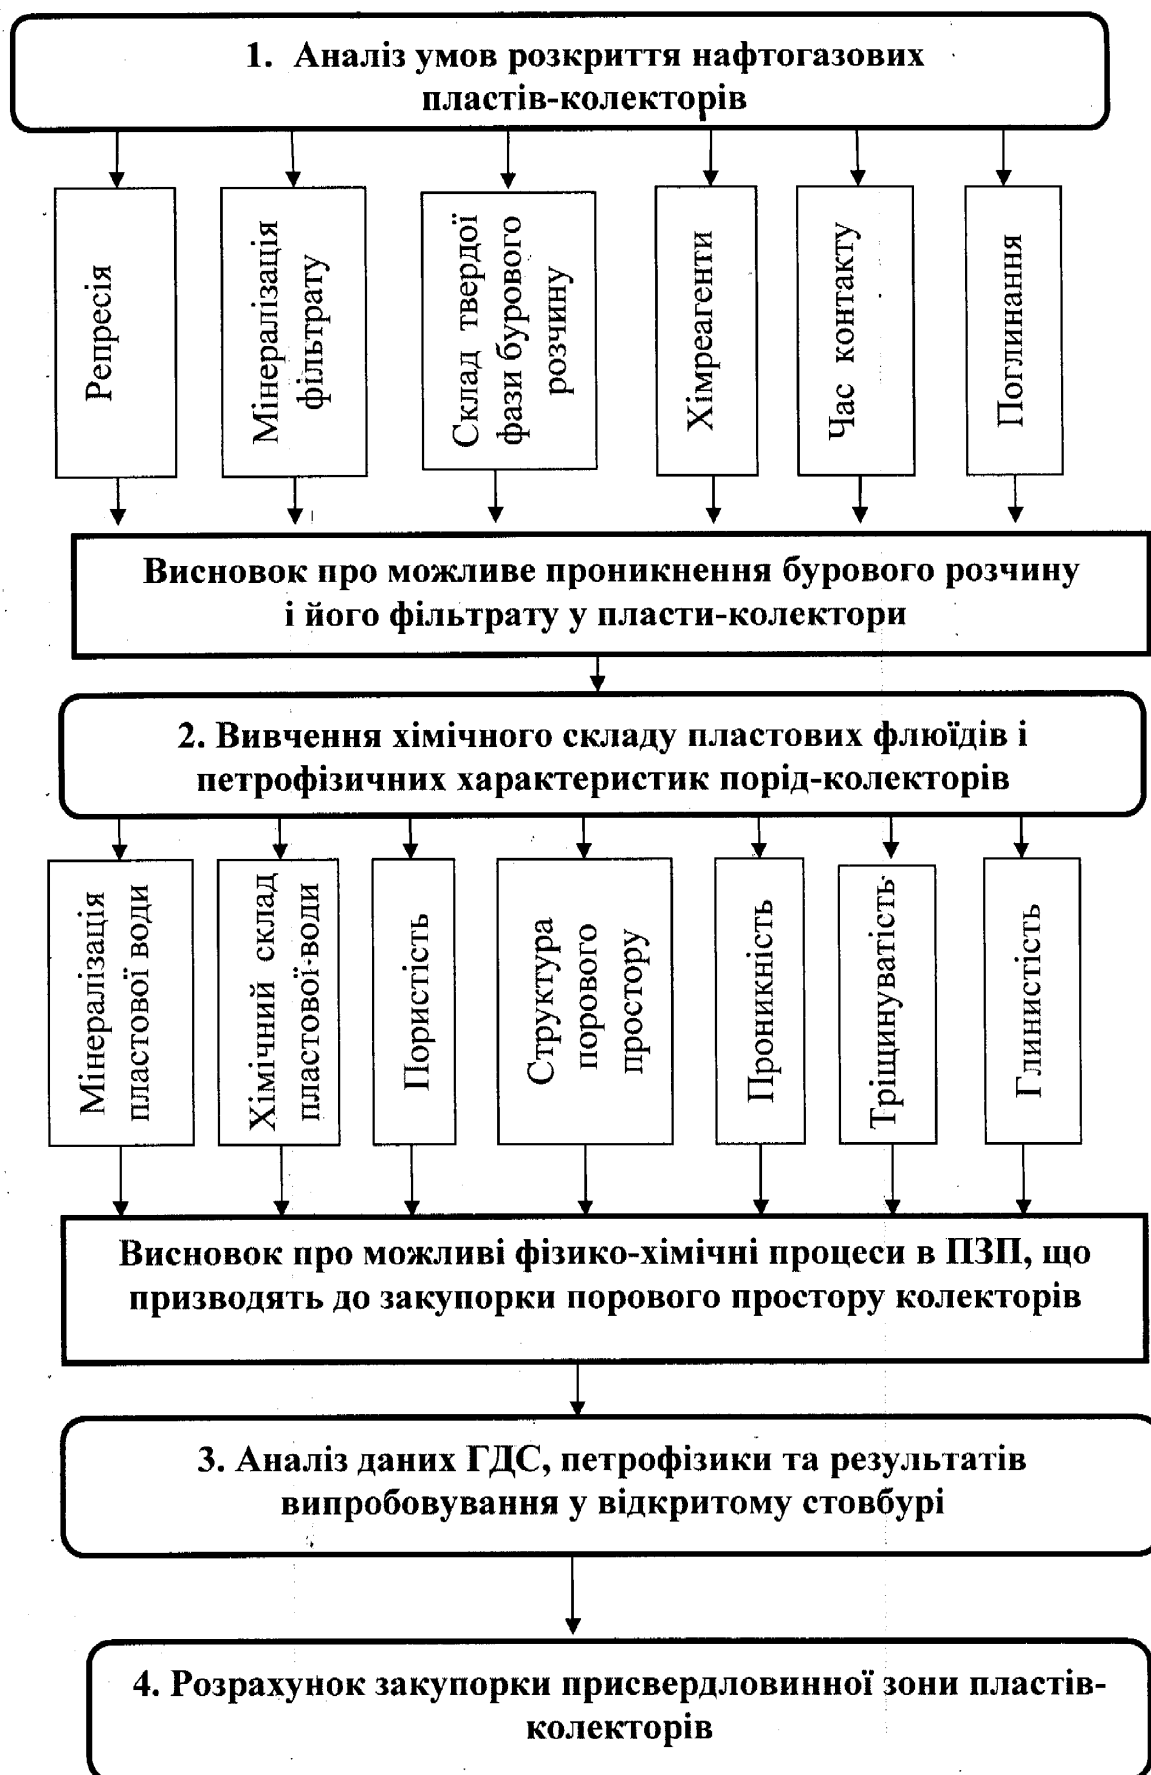 1. Аналіз умов розкриття нафтогазових
пластів-колекторів
Репресія
Мінералізація
фільтрату
Склад твердої
фази бурового
розчину
Хімреагенти
Час контакту
Поглинання
Висновок про можливе проникнення бурового розчину
і його фільтрату у пласти-колектори
2. Вивчення хімічного складу пластових флюїдів і
петрофізичних характеристик порід-колекторів
Мінералізація
пластової води
Хімічний склад
пластової води
Пористість
Структура
порового
простору
Проникність
Тріщинуватість
Глинистість
Висновок про можливі фізико-хімічні процеси в ПЗП, що
призводять до закупорки порового простору колекторів
3. Аналіз даних ГДС, петрофізики та результатів
випробовування у відкритому стовбурі
4. Розрахунок закупорки присвердловинної зони пластів-
колекторів